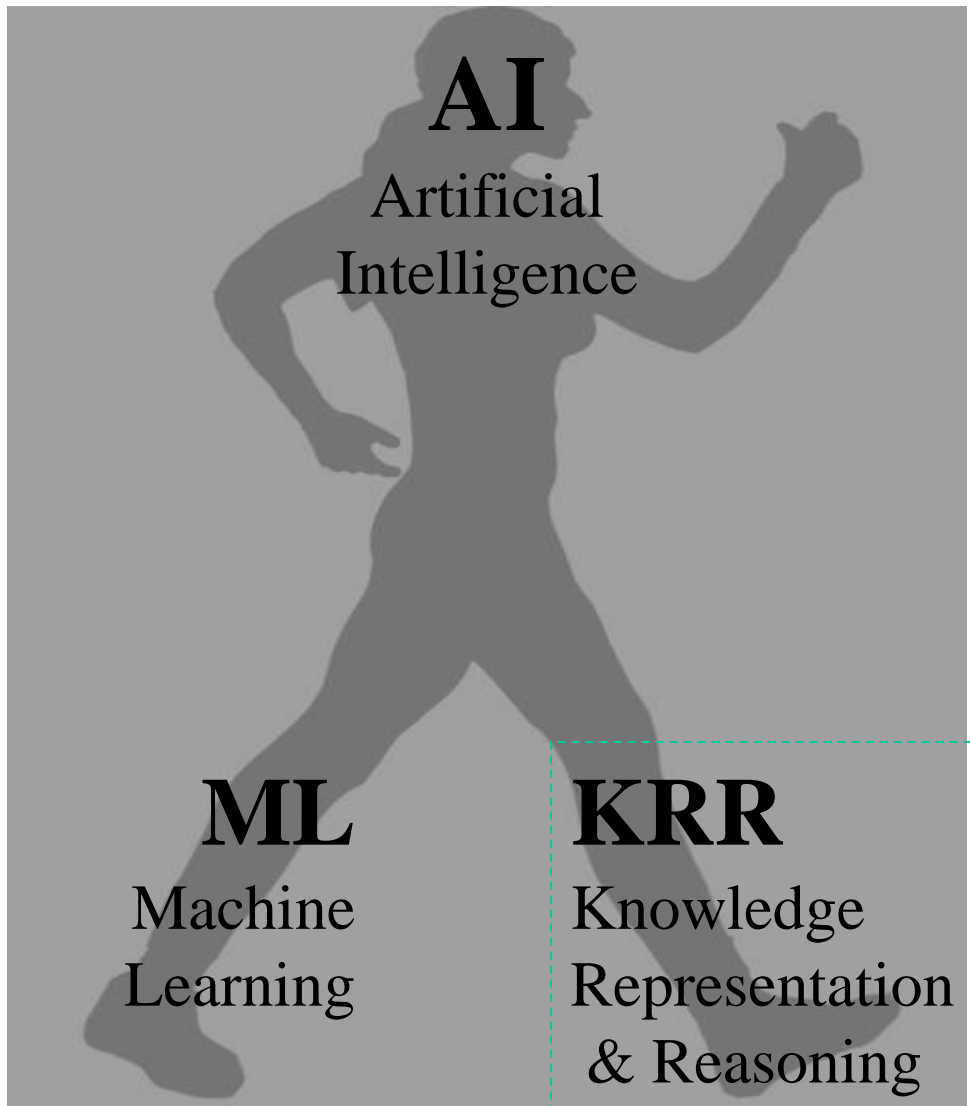 AI
Artificial
Intelligence
ML
Machine
Learning
KRR
Knowledge
Representation
& Reasoning